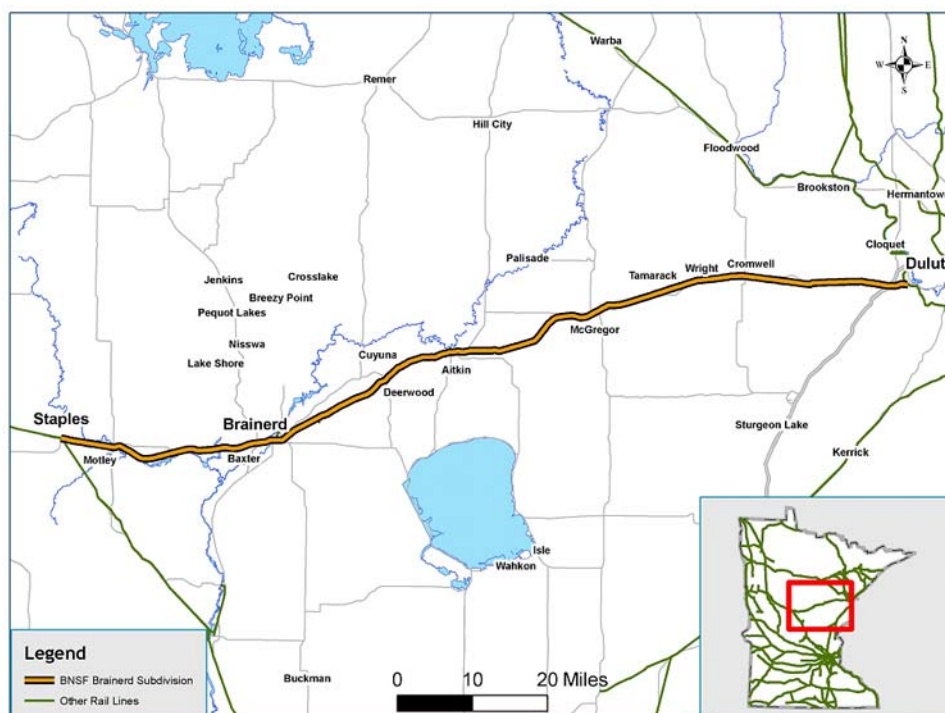 Warba
N
W E
S
Remer
Hill City
Floodwood
Brookston
Hermantow
Cloquet
Dulut
Palisade
Cromwell
Wright
Tamarack
Jenkins
Crosslake
Breezy Point
Pequot Lakes
McGregor
Nisswa
Cuyuna
Lake Shore
Aitkin
Deerwood
Staples
Brainerd
Sturgeon Lake
Motley
Baxter
Kerrick
Isle
Wahkon
Legend
BNSF Brainerd Subdivision
Other Rail Lines
Buckman
0 10 20 Miles